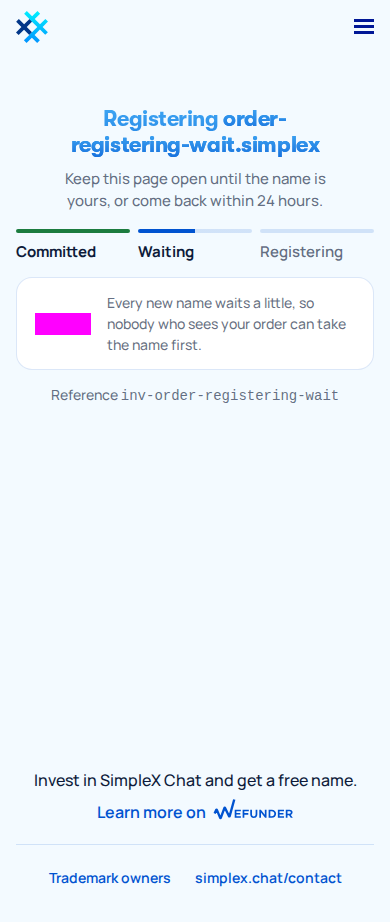 Registering order-
registering-wait.simplex
Keep this page open until the name is
yours, or come back within 24 hours.
Committed
Waiting
Registering
Every new name waits a little, so
nobody who sees your order can take
the name first.
Reference inv-order-registering-wait
Invest in SimpleX Chat and get a free name.
Learn more on WEFUNDER
Trademark owners
simplex.chat/contact